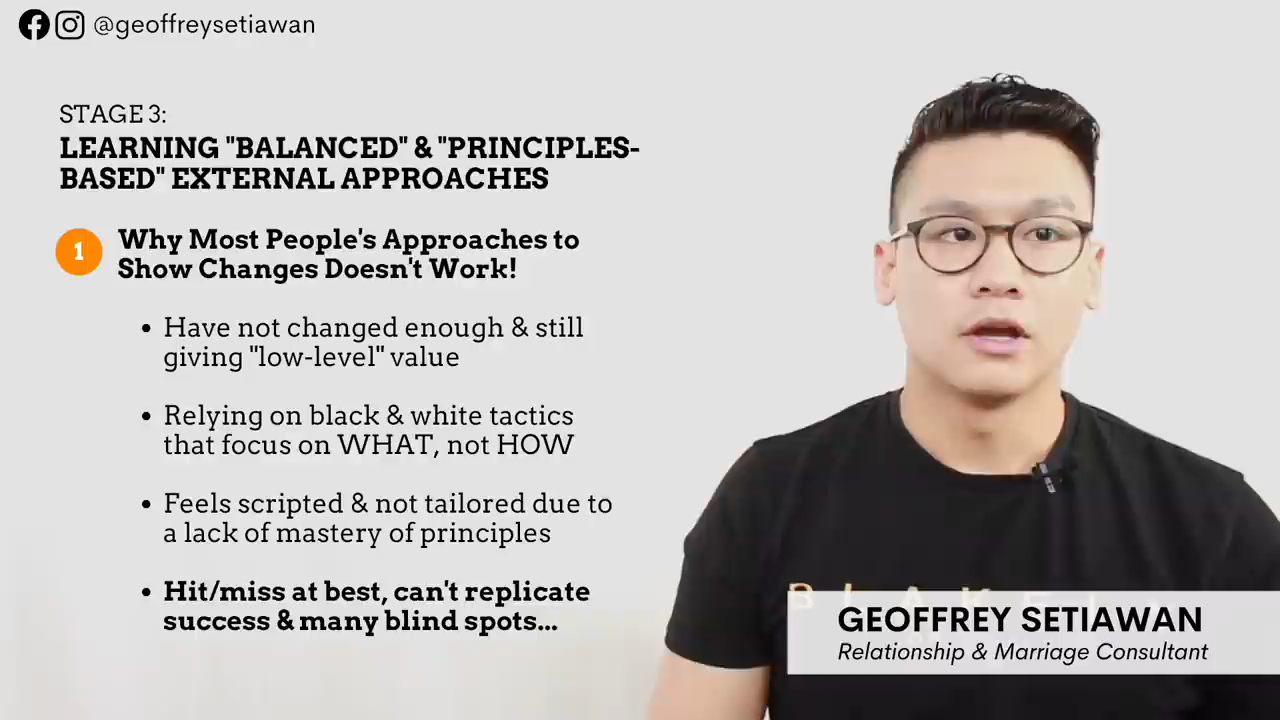 @geoffreysetiawan
STAGE 3:
LEARNING "BALANCED" & "PRINCIPLES-
BASED" EXTERNAL APPROACHES
1
Why Most People's Approaches to
Show Changes Doesn't Work!
• Have not changed enough & still
giving "low-level" value
• Relying on black & white tactics
that focus on WHAT, not HOW
• Feels scripted & not tailored due to
a lack of mastery of principles
• Hit/miss at best, can't replicate
success & many blind spots...
GEOFFREY SETIAWAN
Relationship & Marriage Consultant